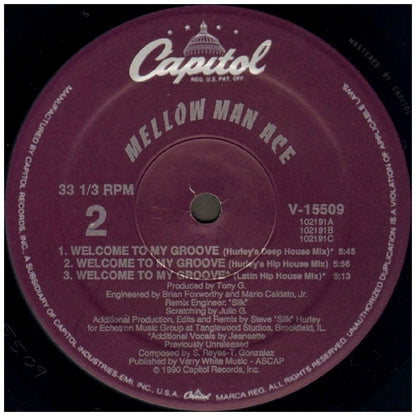 Capitol
REG. U.S. PAT. OFF.
MASTERED BY CAPITOL
MELLOW MAN ACE
33 1/3 RPM
2
V-15509
102191A
102191B
102191C
1. WELCOME TO MY GROOVE (Hurley's Deep House Mix)* 5:45
2. WELCOME TO MY GROOVE (Hurley's Hip House Mix)* 5:56
3. WELCOME TO MY GROOVE* (Latin Hip House Mix)* 5:13
Produced by Tony G.
Engineered by Brian Foxworthy and Mario Caldato, Jr.
Remix Engineer: "Silk"
Scratching by Julio G.
Additional Production, Edits and Remix by Steve "Silk" Hurley
for Echotron Music Group at Tanglewood Studios, Brookfield, IL.
*Additional Vocals by Jeanette
Previously Unreleased
Composed by S. Reyes-T. Gonzalez
Published by Varry White Music - ASCAP
© 1990 Capitol Records, Inc.
MANUFACTURED BY CAPITOL RECORDS, INC., A SUBSIDIARY OF CAPITOL INDUSTRIES-EMI, INC., U.S.A.
Capitol
MARCA REG. ALL RIGHTS RESERVED. UNAUTHORIZED DUPLICATION IS A VIOLATION OF APPLICABLE LAWS.